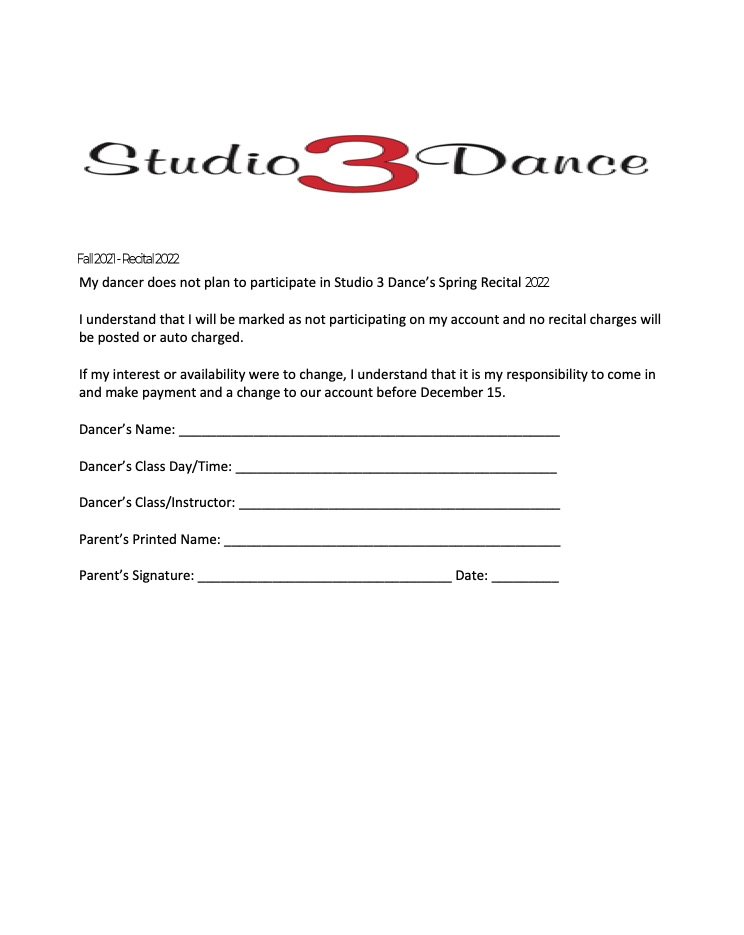 Studio 3 Dance
Fall 2021 - Recital 2022
My dancer does not plan to participate in Studio 3 Dance’s Spring Recital 2022
I understand that I will be marked as not participating on my account and no recital charges will
be posted or auto charged.
If my interest or availability were to change, I understand that it is my responsibility to come in
and make payment and a change to our account before December 15.
Dancer’s Name: ___________________________________________________
Dancer’s Class Day/Time: ___________________________________________
Dancer’s Class/Instructor: ___________________________________________
Parent’s Printed Name: _____________________________________________
Parent’s Signature: __________________________________ Date: _________